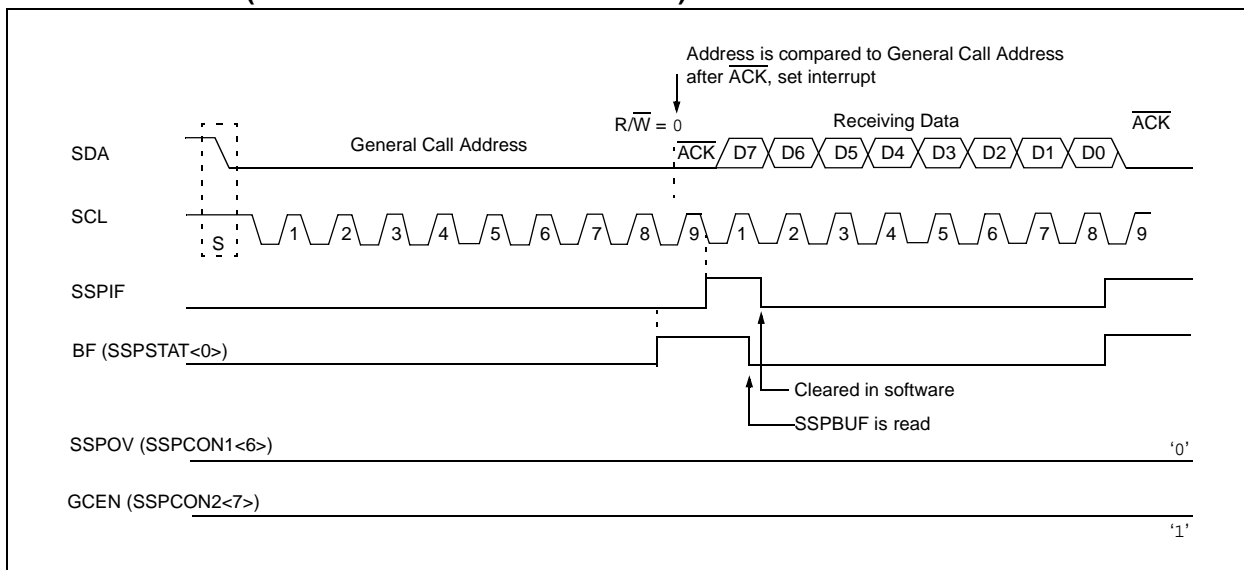 (
)
Address is compared to General Call Address
after ACK, set interrupt
R/W = 0
Receiving Data
ACK
SDA
General Call Address
ACK D7 D6 D5 D4 D3 D2 D1 D0
SCL
S
1 2 3 4 5 6 7 8 9 1 2 3 4 5 6 7 8 9
SSPIF
BF (SSPSTAT<0>)
Cleared in software
SSPBUF is read
SSPOV (SSPCON1<6>)
‘0’
GCEN (SSPCON2<7>)
‘1’